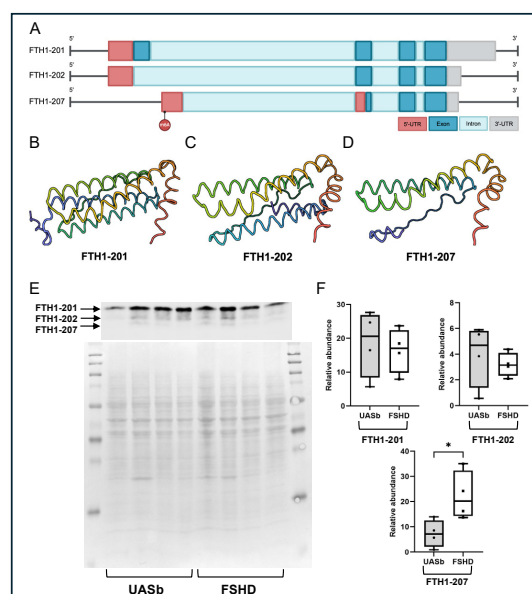 A
5' 3'
FTH1-201
5' 3'
FTH1-202
5' 3'
FTH1-207
5'-UTR Exon Intron 3'-UTR
B C D
FTH1-201 FTH1-202 FTH1-207
E F
FTH1-201
FTH1-202
FTH1-207
UASb FSHD
Relative abundance
30
20
10
0
UASb FSHD
FTH1-201
Relative abundance
8
6
4
2
0
UASb FSHD
FTH1-202
Relative abundance
40
30
20
10
0
*
UASb FSHD
FTH1-207